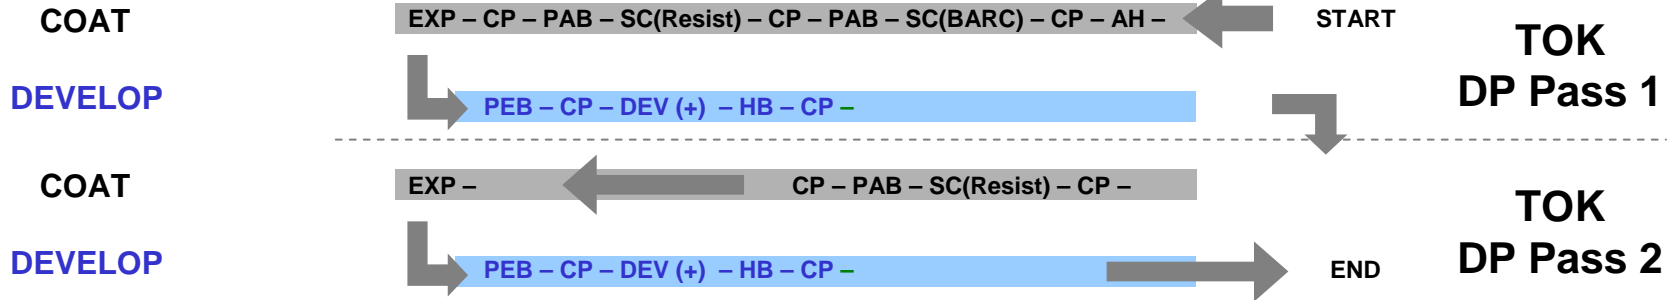 COAT
EXP – CP – PAB – SC(Resist) – CP – PAB – SC(BARC) – CP – AH –
START
TOK
DP Pass 1
DEVELOP
PEB – CP – DEV (+) – HB – CP –
COAT
EXP –
CP – PAB – SC(Resist) – CP –
TOK
DP Pass 2
DEVELOP
PEB – CP – DEV (+) – HB – CP –
END